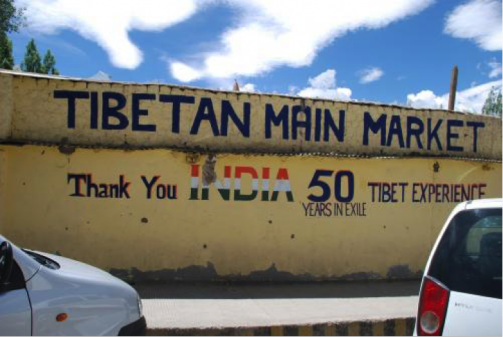 TIBETAN MAIN MARKET
Thank You INDIA 50 TIBET EXPERIENCE
YEARS IN EXILE